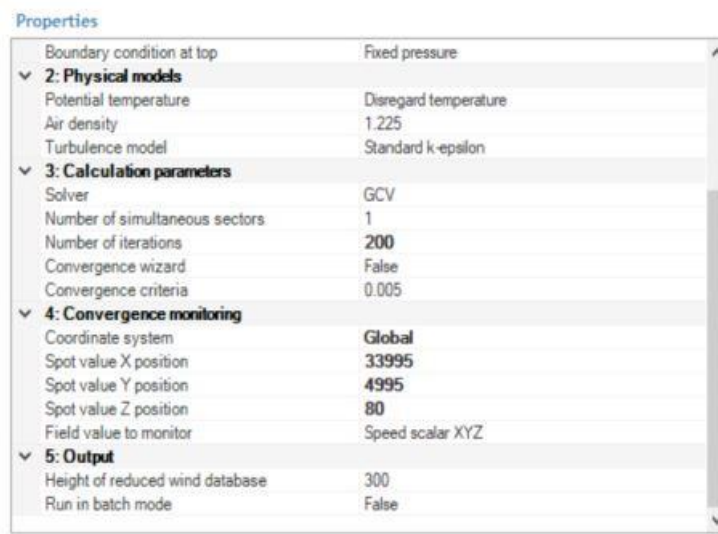 Properties
Boundary condition at top Fixed pressure
2: Physical models
Potential temperature Disregard temperature
Air density 1.225
Turbulence model Standard k-epsilon
3: Calculation parameters
Solver GCV
Number of simultaneous sectors 1
Number of iterations 200
Convergence wizard False
Convergence criteria 0.005
4: Convergence monitoring
Coordinate system Global
Spot value X position 33995
Spot value Y position 4995
Spot value Z position 80
Field value to monitor Speed scalar XYZ
5: Output
Height of reduced wind database 300
Run in batch mode False